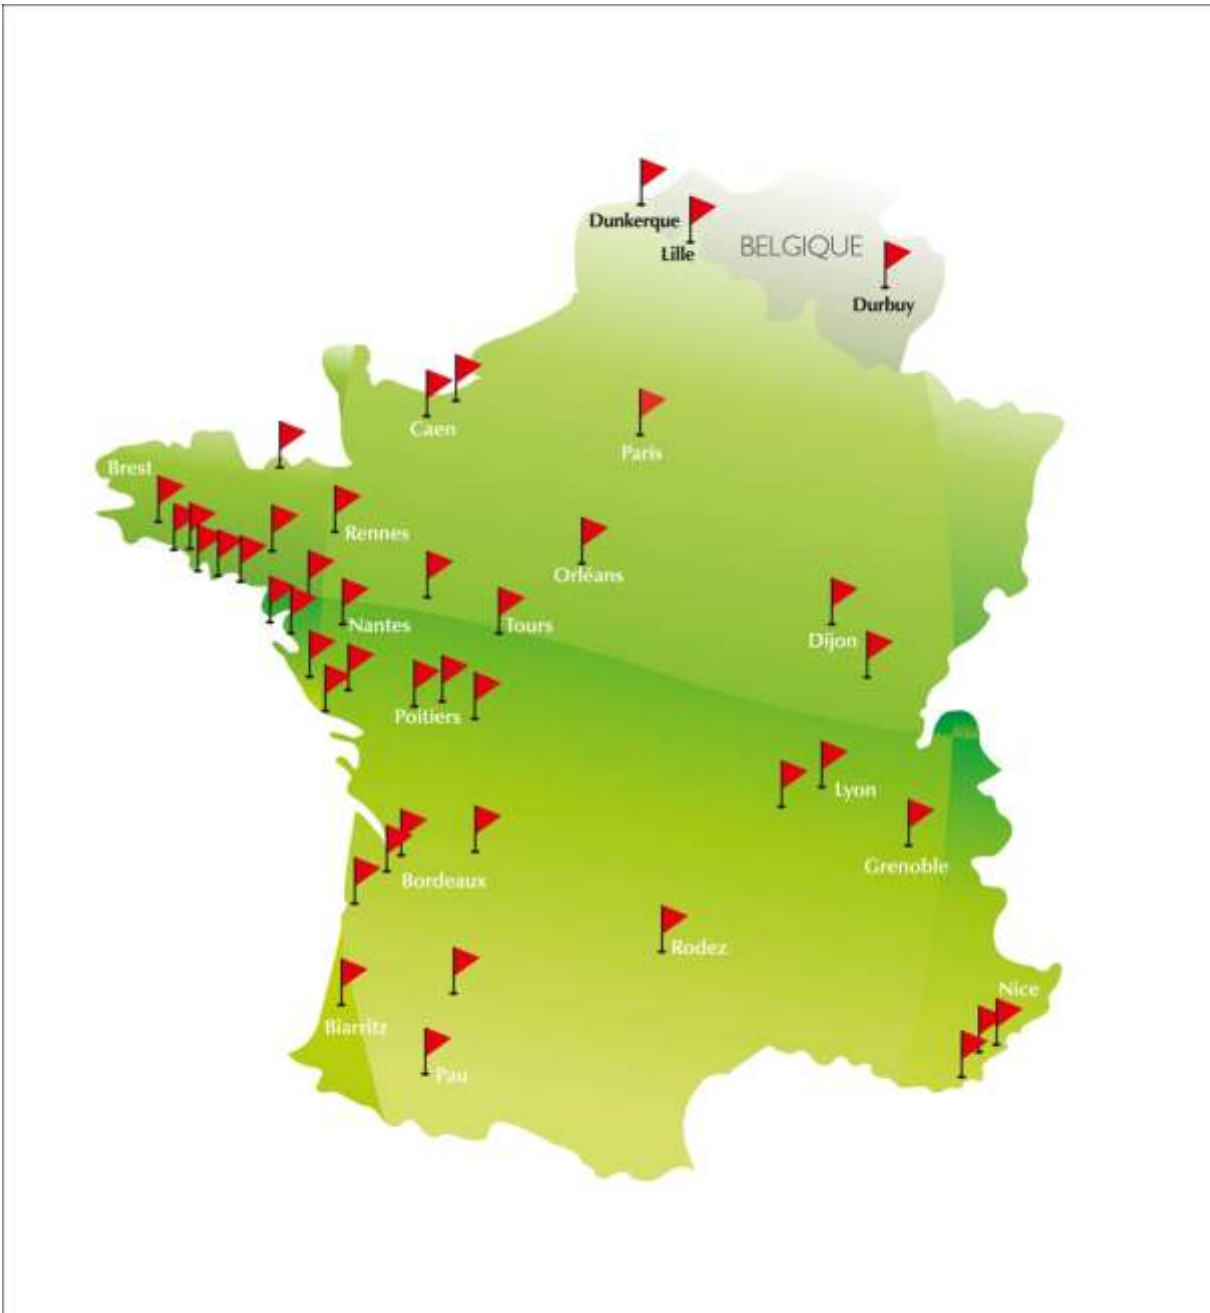 Dunkerque
Lille
BELGIQUE
Durbuy
Caen
Paris
Brest
Rennes
Orléans
Nantes
Tours
Dijon
Poitiers
Lyon
Grenoble
Bordeaux
Rodez
Nice
Biarritz
Pau